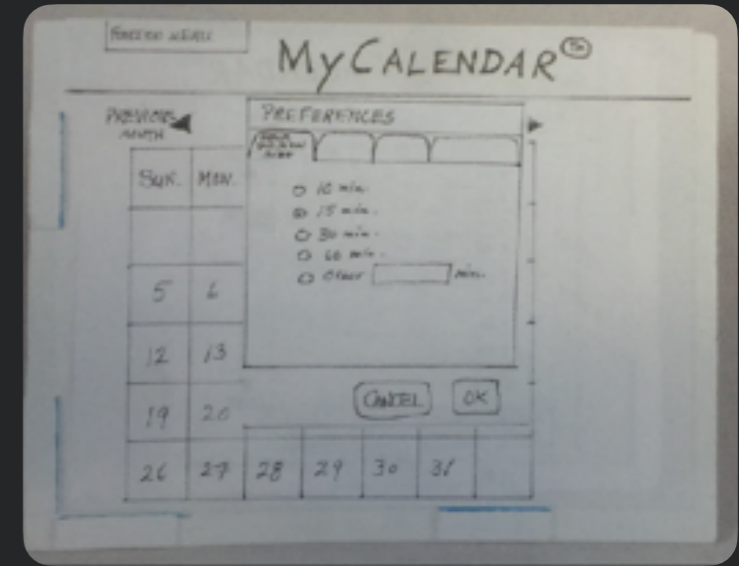 MyCALENDAR TM
PREVIOUS
MONTH
PREFERENCES
SUN. MON.
10 min.
15 min.
30 min.
60 min.
Other min.
5 6
12 13
19 20
CANCEL OK
26 27 28 29 30 31